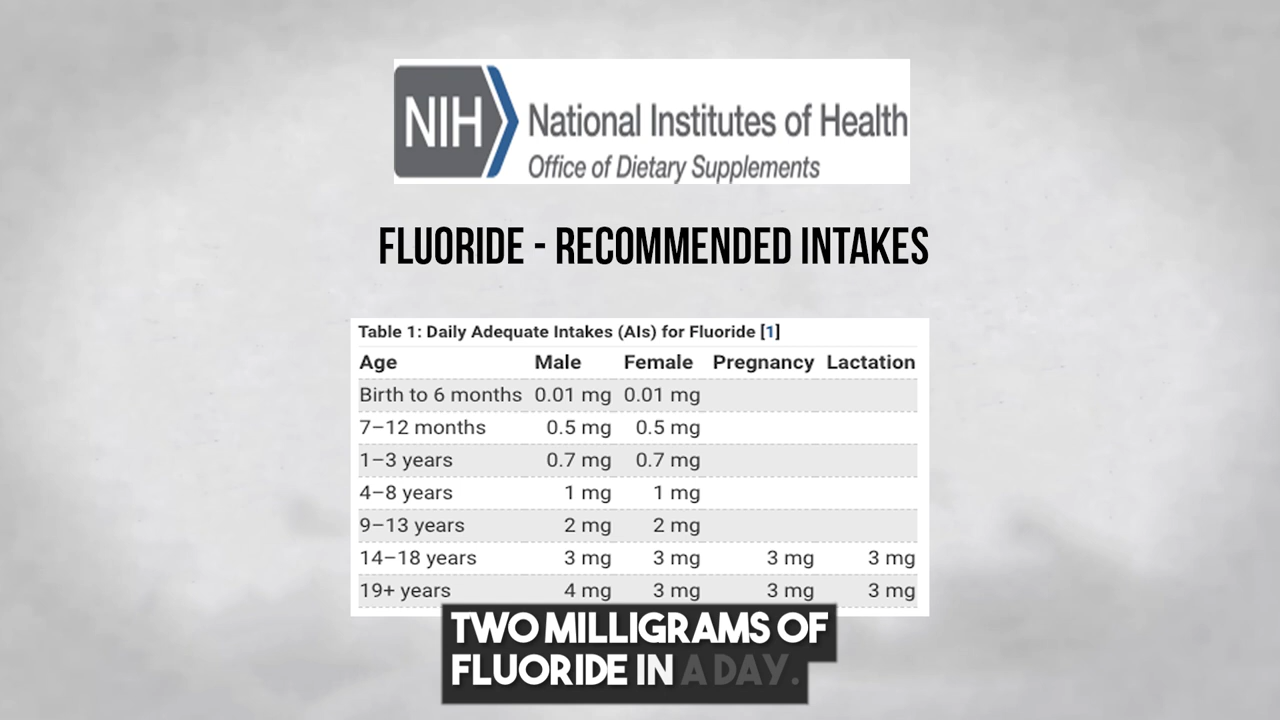 NIH
National Institutes of Health
Office of Dietary Supplements
FLUORIDE - RECOMMENDED INTAKES
Table 1: Daily Adequate Intakes (AIs) for Fluoride [1]
Age Male Female Pregnancy Lactation
Birth to 6 months 0.01 mg 0.01 mg
7–12 months 0.5 mg 0.5 mg
1–3 years 0.7 mg 0.7 mg
4–8 years 1 mg 1 mg
9–13 years 2 mg 2 mg
14–18 years 3 mg 3 mg 3 mg 3 mg
19+ years 4 mg 3 mg 3 mg 3 mg
TWO MILLIGRAMS OF
FLUORIDE IN A DAY.